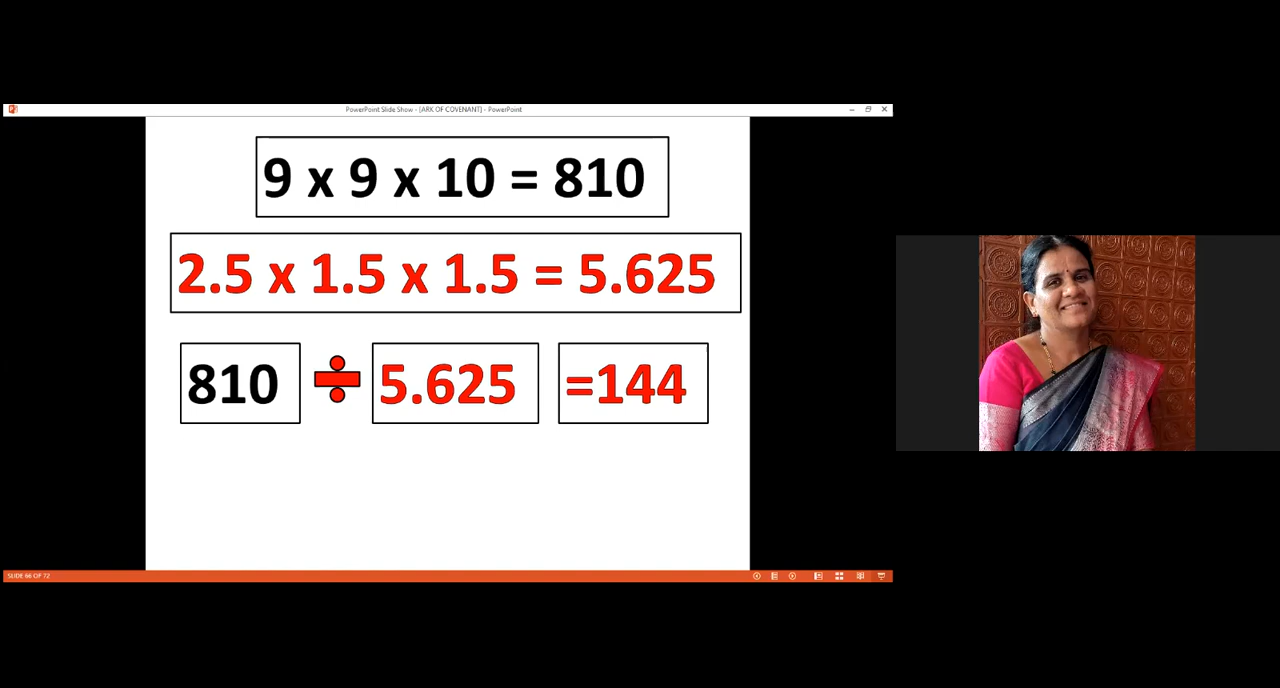 PowerPoint Slide Show - [ARK OF COVENANT] - PowerPoint
9 x 9 x 10 = 810
2.5 x 1.5 x 1.5 = 5.625
810 ÷ 5.625 =144
SLIDE 66 OF 72